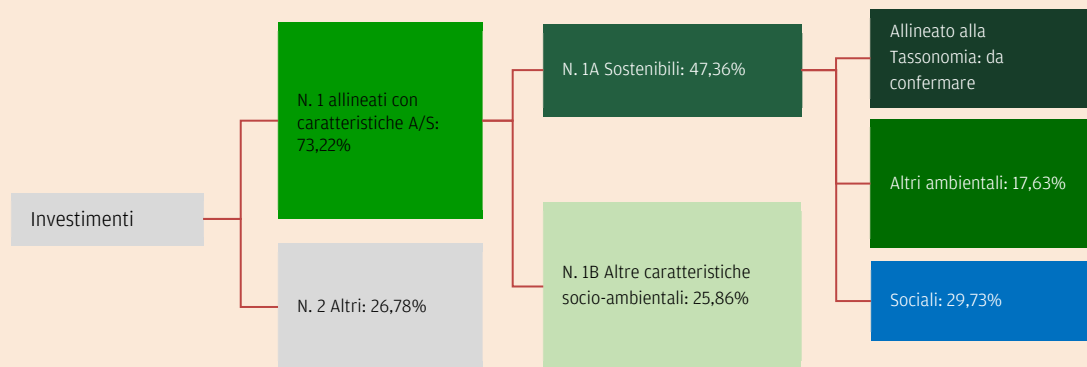 Investimenti
N. 1 allineati con
caratteristiche A/S:
73,22%
N. 2 Altri: 26,78%
N. 1A Sostenibili: 47,36%
N. 1B Altre caratteristiche
socio-ambientali: 25,86%
Allineato alla
Tassonomia: da
confermare
Altri ambientali: 17,63%
Sociali: 29,73%